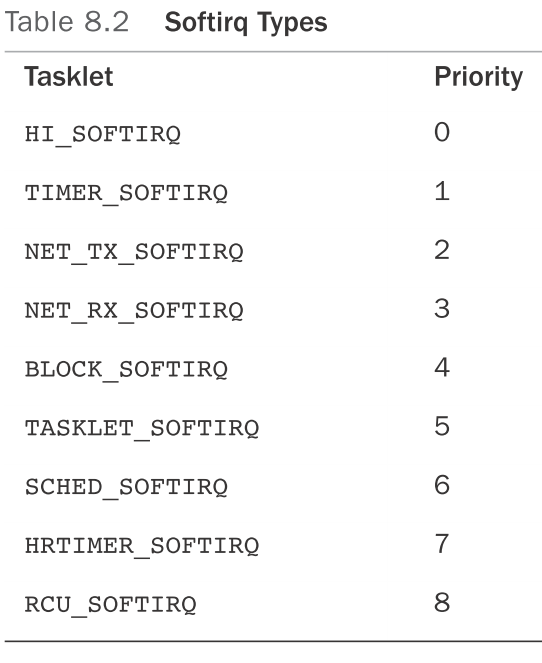 Table 8.2 Softirq Types
Tasklet Priority
HI_SOFTIRQ 0
TIMER_SOFTIRQ 1
NET_TX_SOFTIRQ 2
NET_RX_SOFTIRQ 3
BLOCK_SOFTIRQ 4
TASKLET_SOFTIRQ 5
SCHED_SOFTIRQ 6
HRTIMER_SOFTIRQ 7
RCU_SOFTIRQ 8